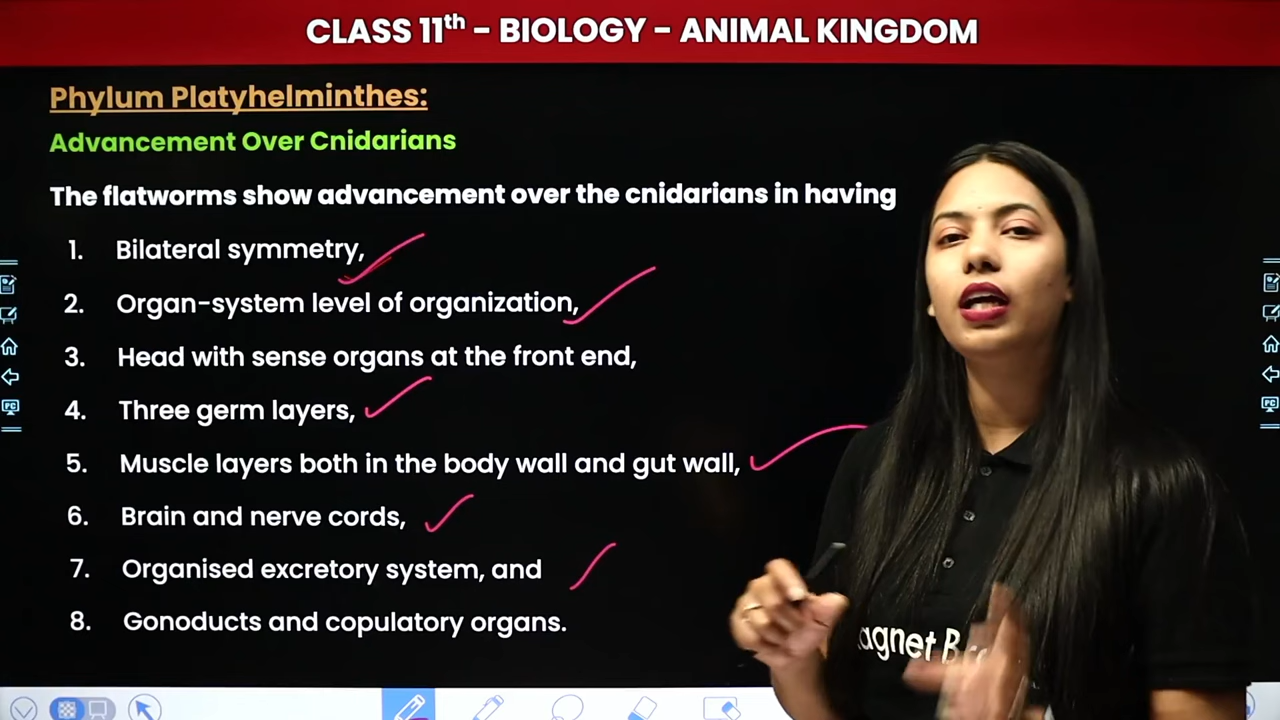 CLASS 11th - BIOLOGY - ANIMAL KINGDOM
Phylum Platyhelminthes:
Advancement Over Cnidarians
The flatworms show advancement over the cnidarians in having
1. Bilateral symmetry,
2. Organ-system level of organization,
3. Head with sense organs at the front end,
4. Three germ layers,
5. Muscle layers both in the body wall and gut wall,
6. Brain and nerve cords,
7. Organised excretory system, and
8. Gonoducts and copulatory organs.